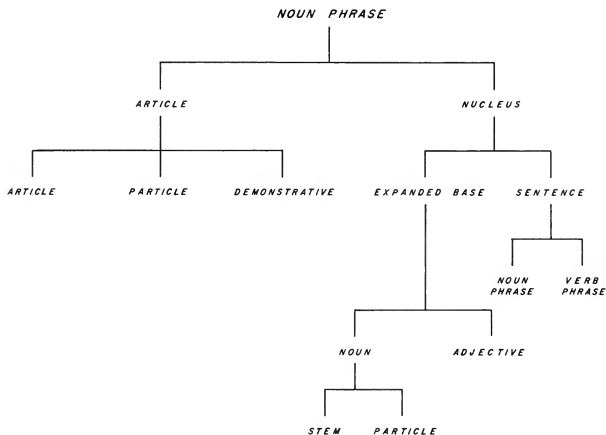 NOUN PHRASE
ARTICLE NUCLEUS
ARTICLE PARTICLE DEMONSTRATIVE EXPANDED BASE SENTENCE
NOUN PHRASE
VERB PHRASE
NOUN ADJECTIVE
STEM PARTICLE